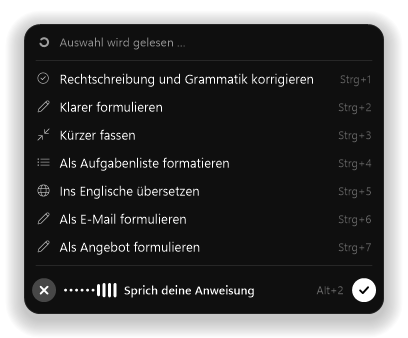 Auswahl wird gelesen ...
Rechtschreibung und Grammatik korrigieren Strg+1
Klarer formulieren Strg+2
Kürzer fassen Strg+3
Als Aufgabenliste formatieren Strg+4
Ins Englische übersetzen Strg+5
Als E-Mail formulieren Strg+6
Als Angebot formulieren Strg+7
Sprich deine Anweisung Alt+2